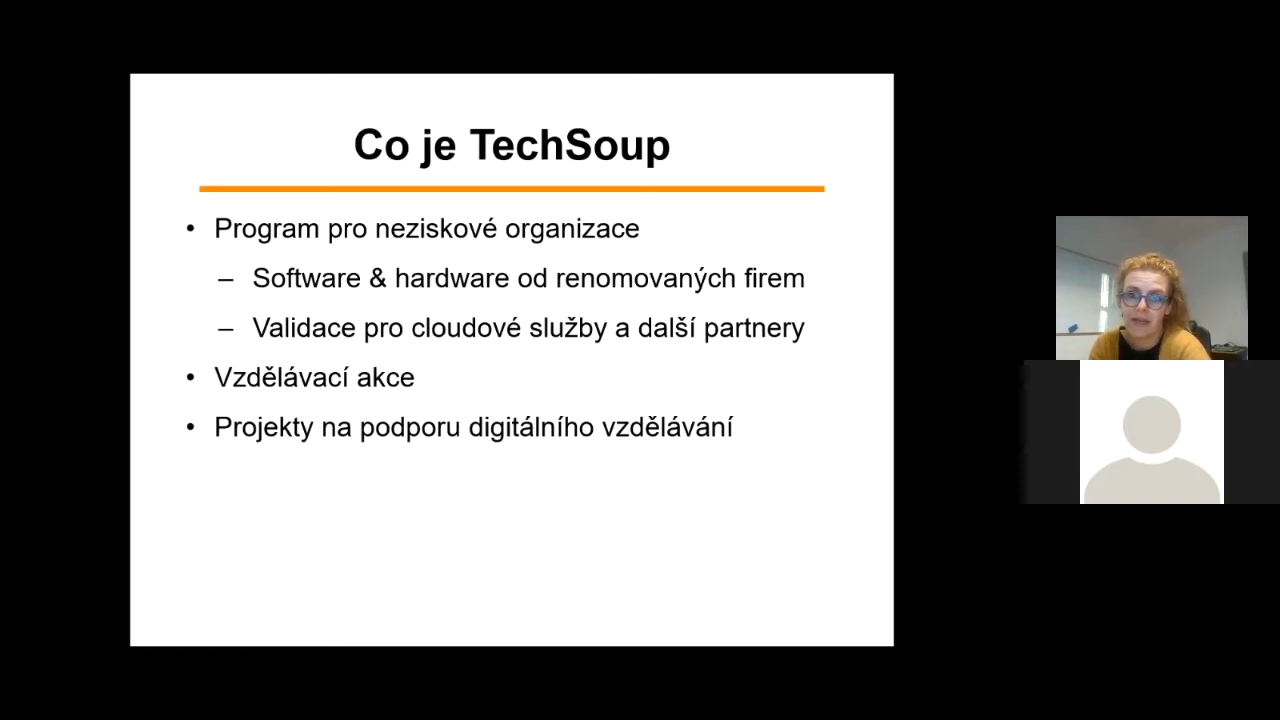 Co je TechSoup
• Program pro neziskové organizace
– Software & hardware od renomovaných firem
– Validace pro cloudové služby a další partnery
• Vzdělávací akce
• Projekty na podporu digitálního vzdělávání